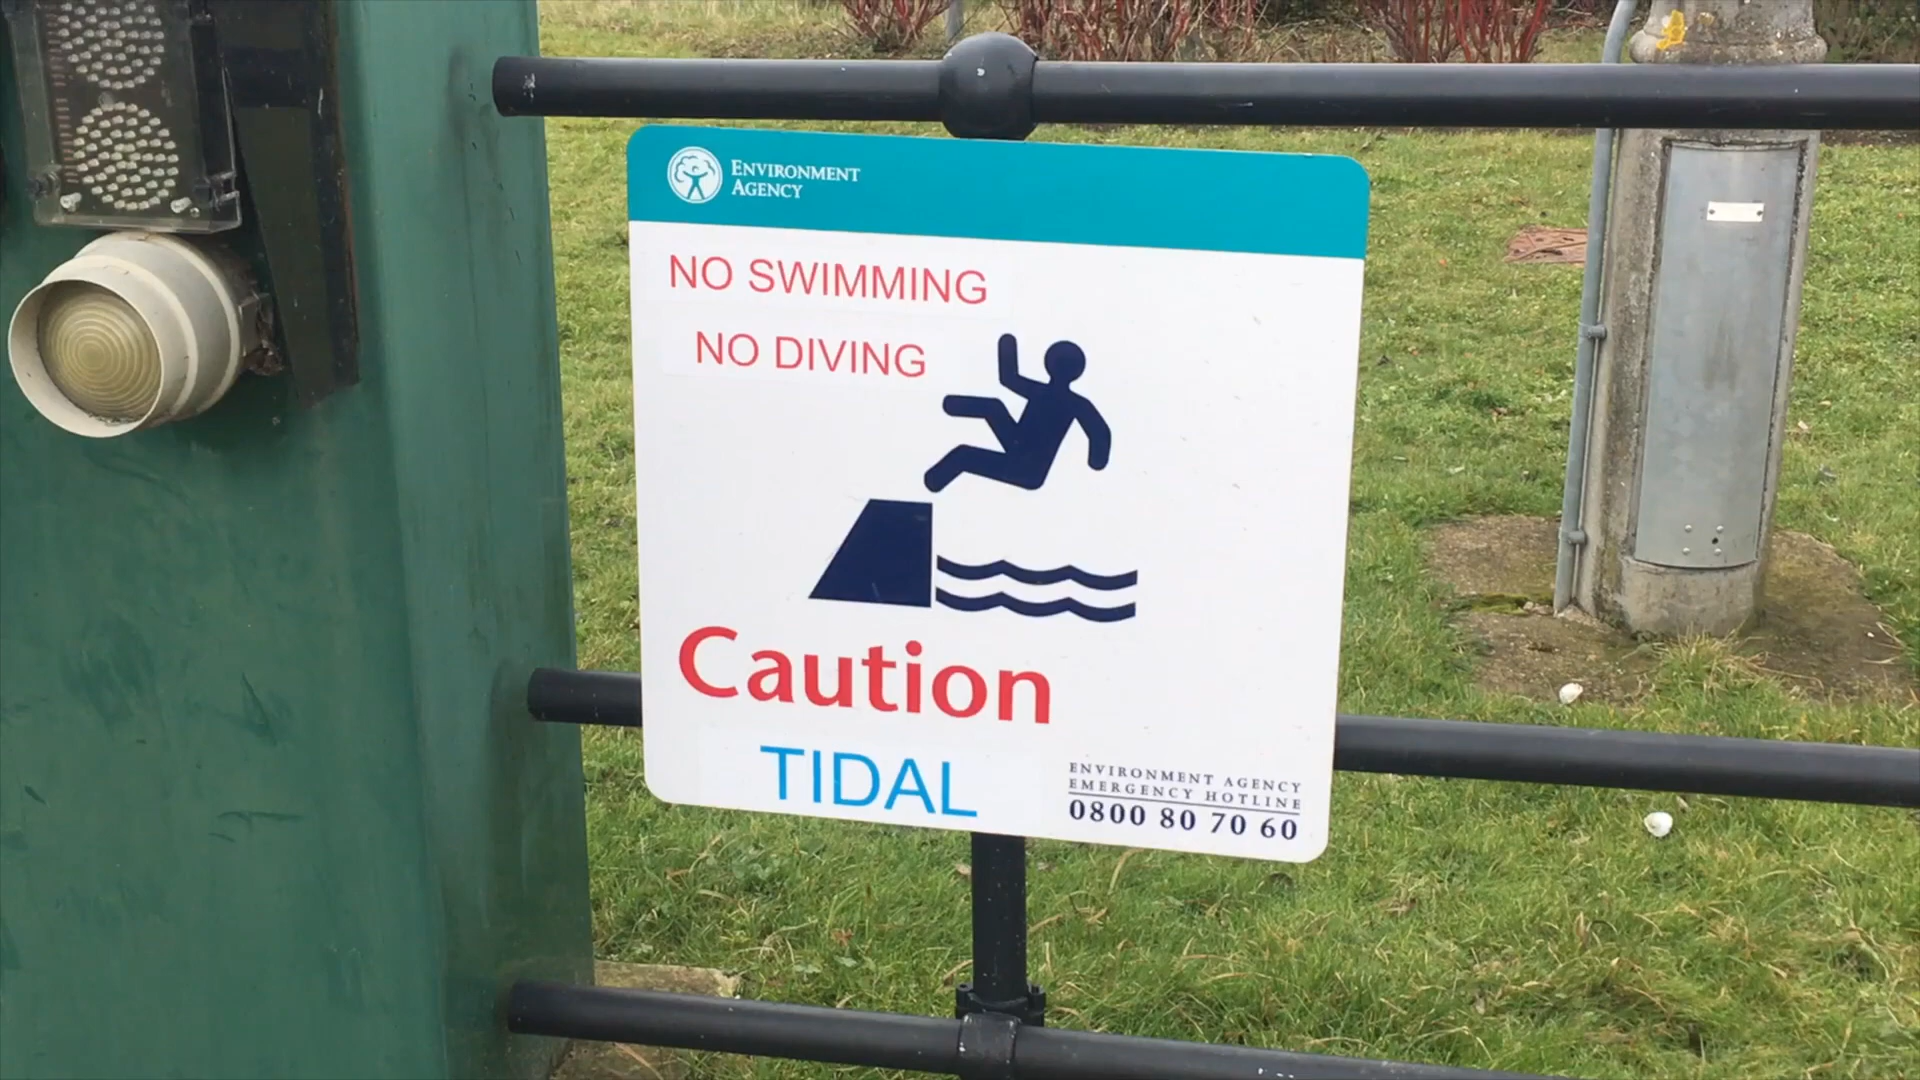 ENVIRONMENT
AGENCY
NO SWIMMING
NO DIVING
Caution
TIDAL
ENVIRONMENT AGENCY
EMERGENCY HOTLINE
0800 80 70 60